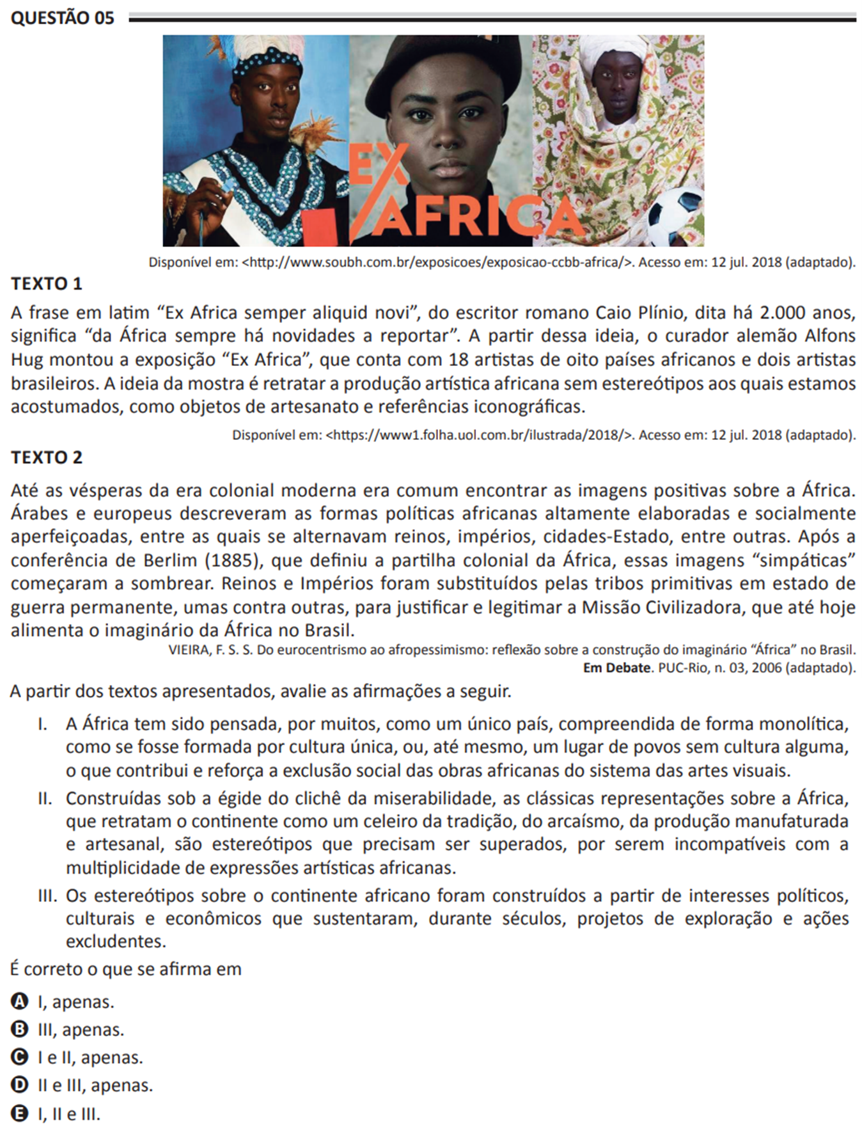 QUESTÃO 05
EX
AFRICA
Disponível em: <http://www.soubh.com.br/exposicoes/exposicao-ccbb-africa/>. Acesso em: 12 jul. 2018 (adaptado).
TEXTO 1
A frase em latim “Ex Africa semper aliquid novi”, do escritor romano Caio Plínio, dita há 2.000 anos,
significa “da África sempre há novidades a reportar”. A partir dessa ideia, o curador alemão Alfons
Hug montou a exposição “Ex Africa”, que conta com 18 artistas de oito países africanos e dois artistas
brasileiros. A ideia da mostra é retratar a produção artística africana sem estereótipos aos quais estamos
acostumados, como objetos de artesanato e referências iconográficas.
Disponível em: <https://www1.folha.uol.com.br/ilustrada/2018/>. Acesso em: 12 jul. 2018 (adaptado).
TEXTO 2
Até as vésperas da era colonial moderna era comum encontrar as imagens positivas sobre a África.
Árabes e europeus descreveram as formas políticas africanas altamente elaboradas e socialmente
aperfeiçoadas, entre as quais se alternavam reinos, impérios, cidades-Estado, entre outras. Após a
conferência de Berlim (1885), que definiu a partilha colonial da África, essas imagens “simpáticas”
começaram a sombrear. Reinos e Impérios foram substituídos pelas tribos primitivas em estado de
guerra permanente, umas contra outras, para justificar e legitimar a Missão Civilizadora, que até hoje
alimenta o imaginário da África no Brasil.
VIEIRA, F. S. S. Do eurocentrismo ao afropessimismo: reflexão sobre a construção do imaginário “África” no Brasil.
Em Debate. PUC-Rio, n. 03, 2006 (adaptado).
A partir dos textos apresentados, avalie as afirmações a seguir.
I. A África tem sido pensada, por muitos, como um único país, compreendida de forma monolítica,
como se fosse formada por cultura única, ou, até mesmo, um lugar de povos sem cultura alguma,
o que contribui e reforça a exclusão social das obras africanas do sistema das artes visuais.
II. Construídas sob a égide do clichê da miserabilidade, as clássicas representações sobre a África,
que retratam o continente como um celeiro da tradição, do arcaísmo, da produção manufaturada
e artesanal, são estereótipos que precisam ser superados, por serem incompatíveis com a
multiplicidade de expressões artísticas africanas.
III. Os estereótipos sobre o continente africano foram construídos a partir de interesses políticos,
culturais e econômicos que sustentaram, durante séculos, projetos de exploração e ações
excludentes.
É correto o que se afirma em
A I, apenas.
B III, apenas.
C I e II, apenas.
D II e III, apenas.
E I, II e III.